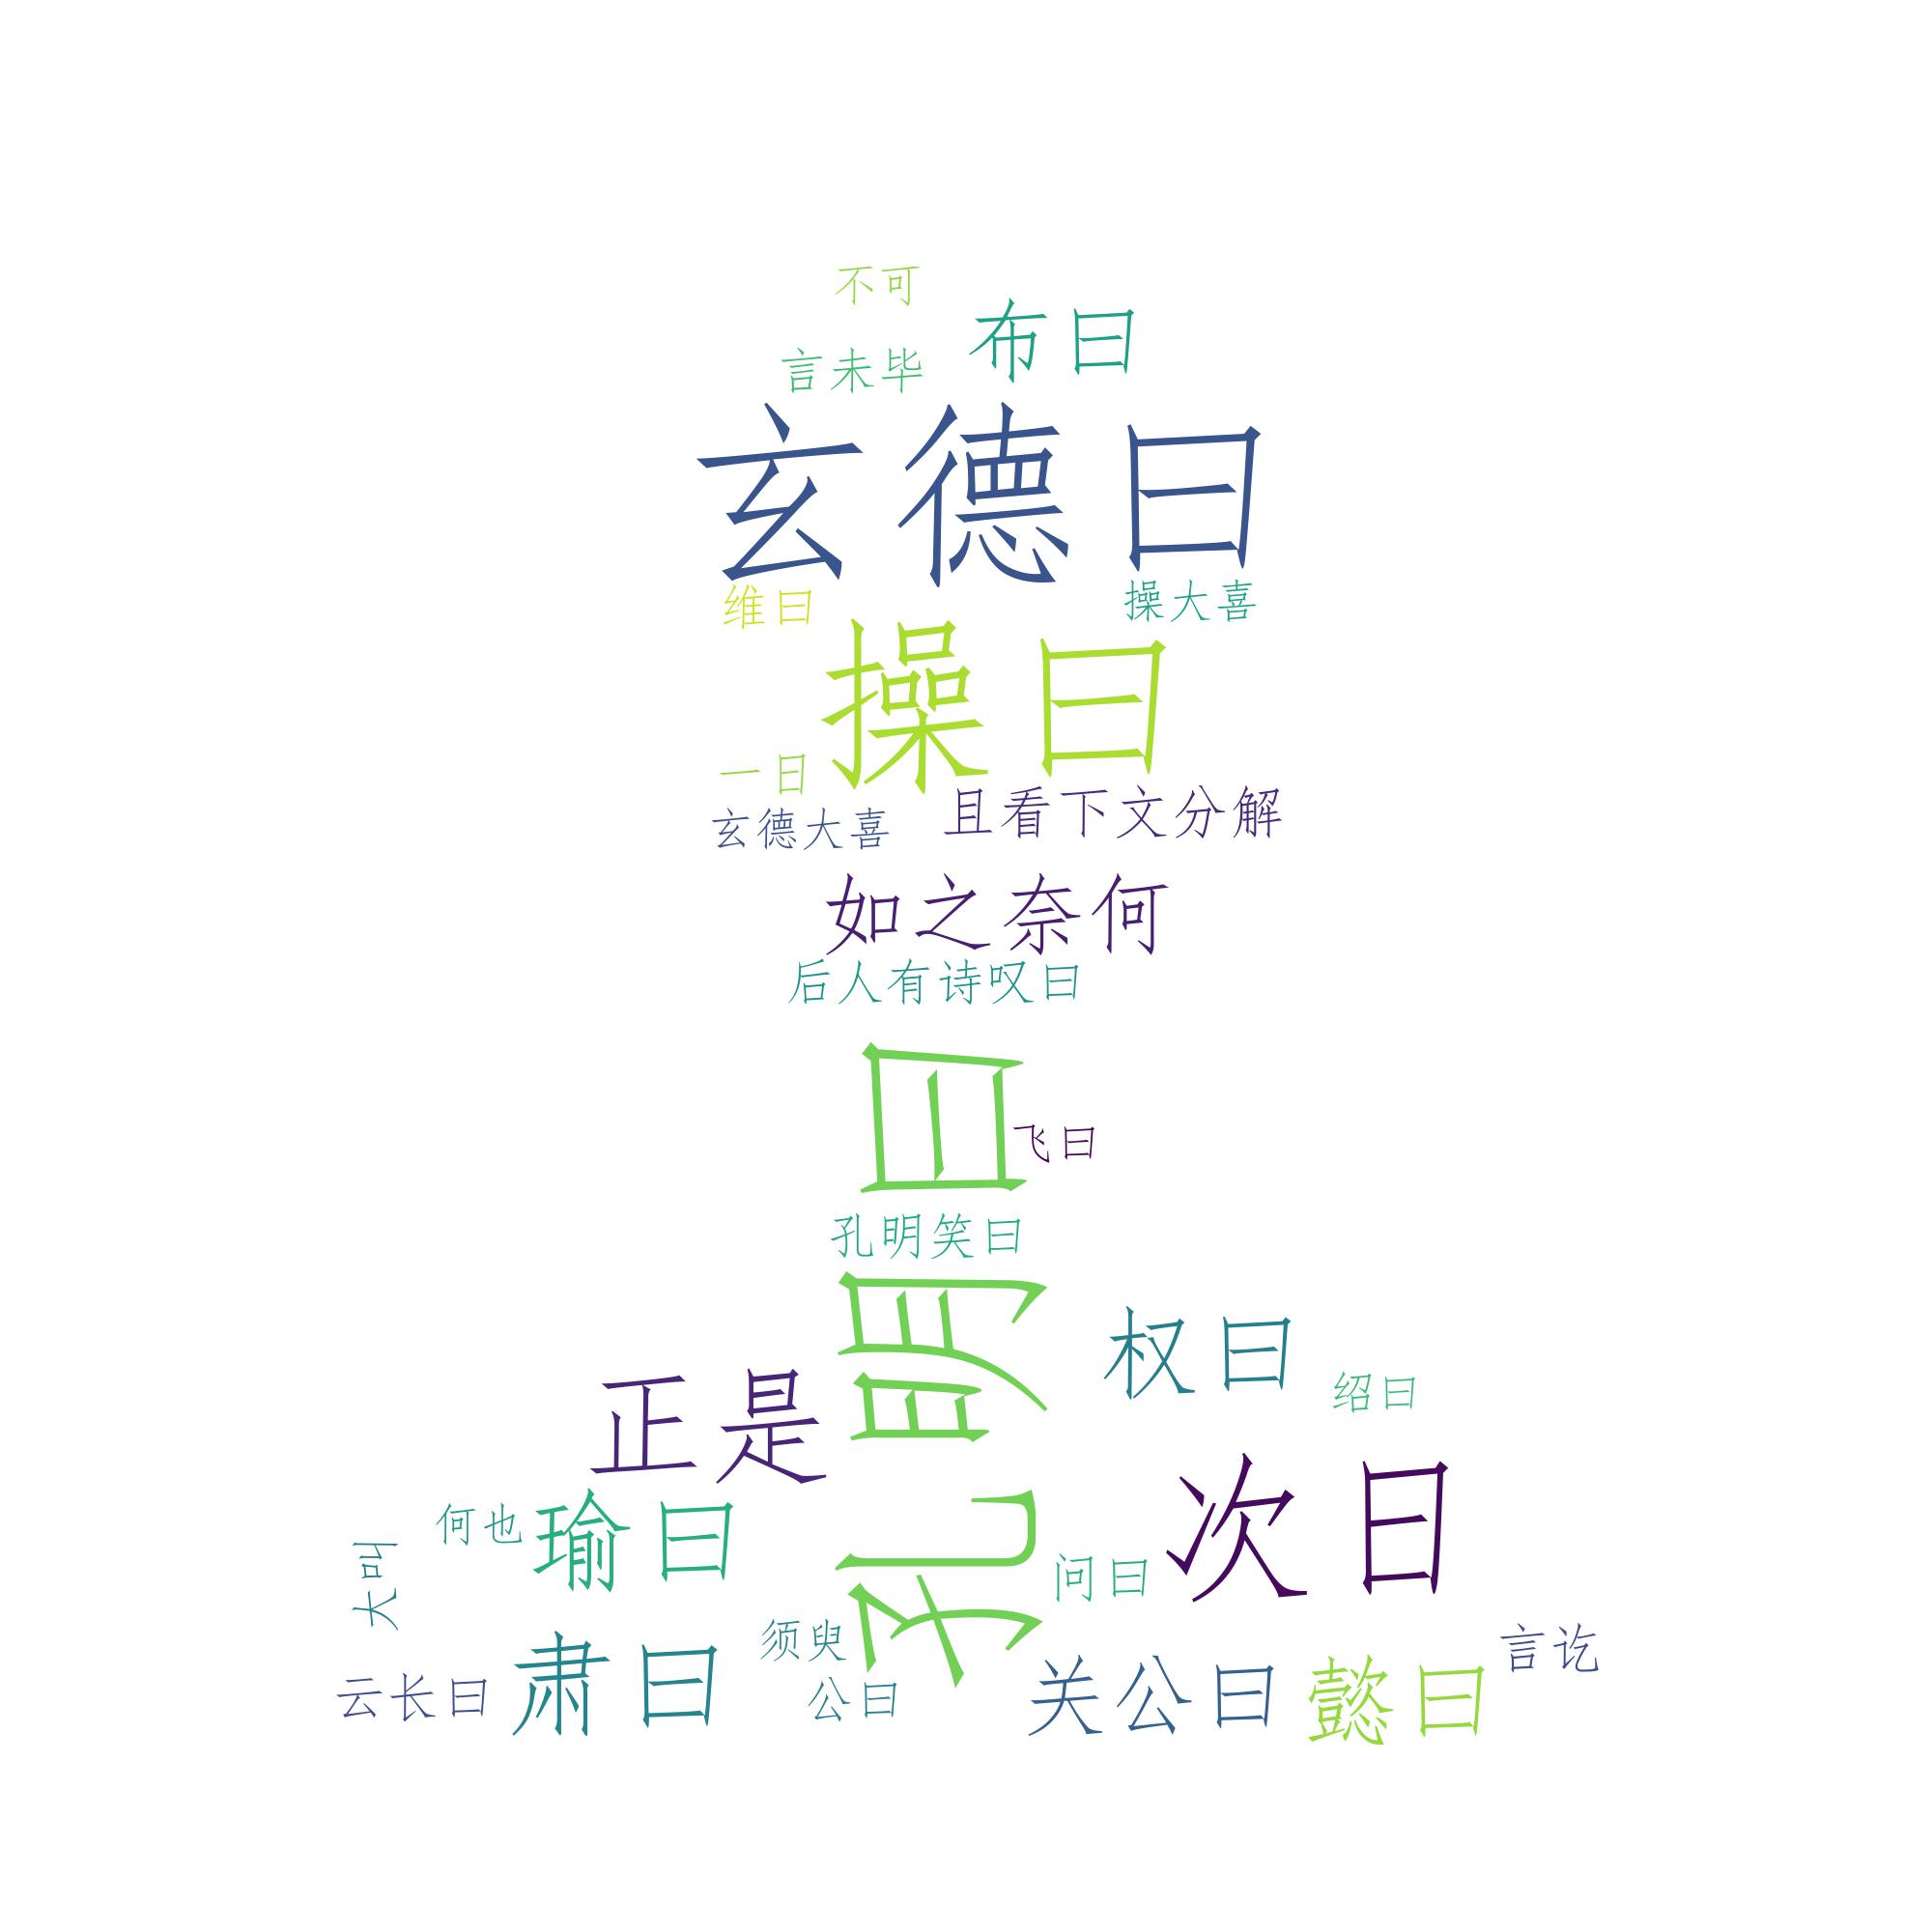 不可
布曰
言未毕
玄德曰
维曰
操大喜
操曰
一日
玄德大喜
且看下文分解
如之奈何
后人有诗叹曰
孔明曰
飞曰
孔明笑曰
权曰
绍曰
正是
次日
何也
瑜曰
问曰
大喜
须臾
言讫
云长曰
肃曰
公曰
关公曰
懿曰